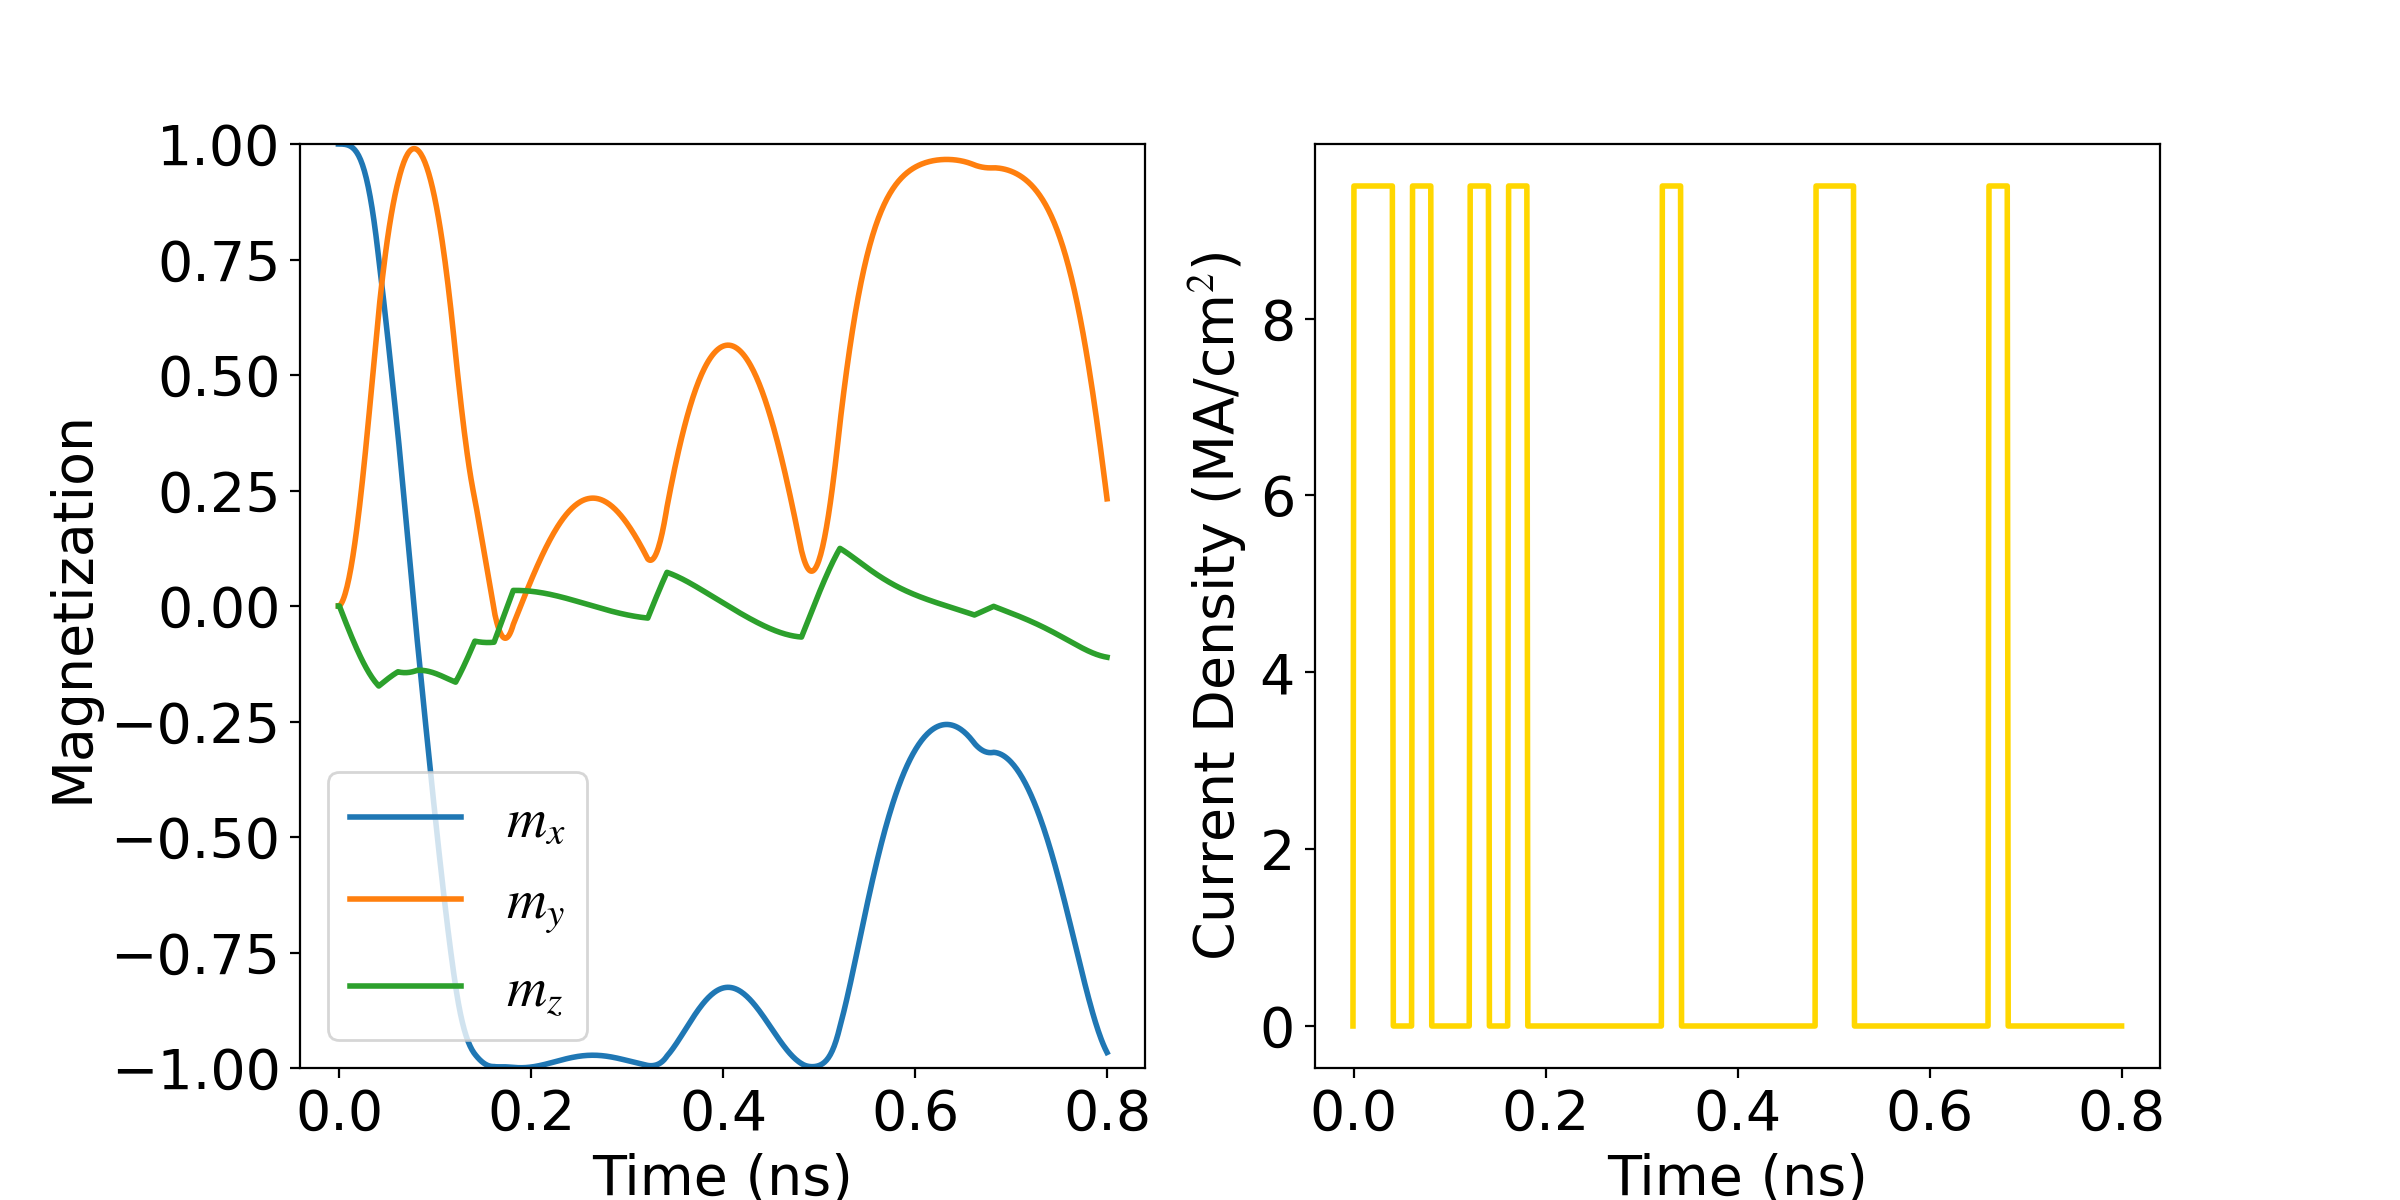 1.00
0.75
0.50
0.25
0.00
−0.25
−0.50
−0.75
−1.00
Magnetization
m_x
m_y
m_z
0.0 0.2 0.4 0.6 0.8
Time (ns)
8
6
4
2
0
Current Density (MA/cm²)
0.0 0.2 0.4 0.6 0.8
Time (ns)